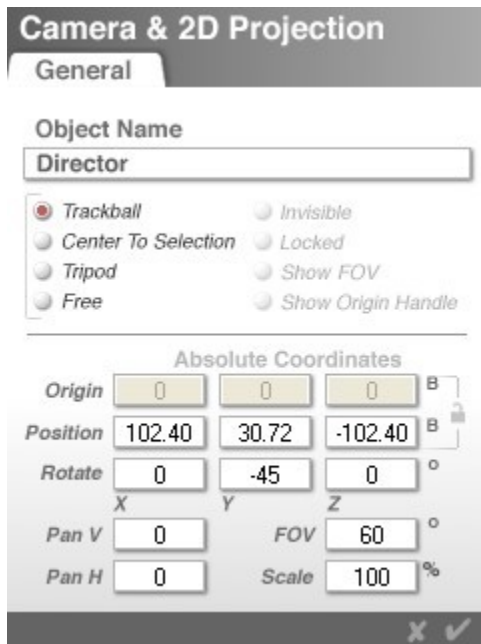 Camera & 2D Projection
General
Object Name
Director
Trackball Invisible
Center To Selection Locked
Tripod Show FOV
Free Show Origin Handle
Absolute Coordinates
Origin 0 0 0 B
Position 102.40 30.72 -102.40 B
Rotate 0 -45 0 °
X Y Z
Pan V 0 FOV 60 °
Pan H 0 Scale 100 %